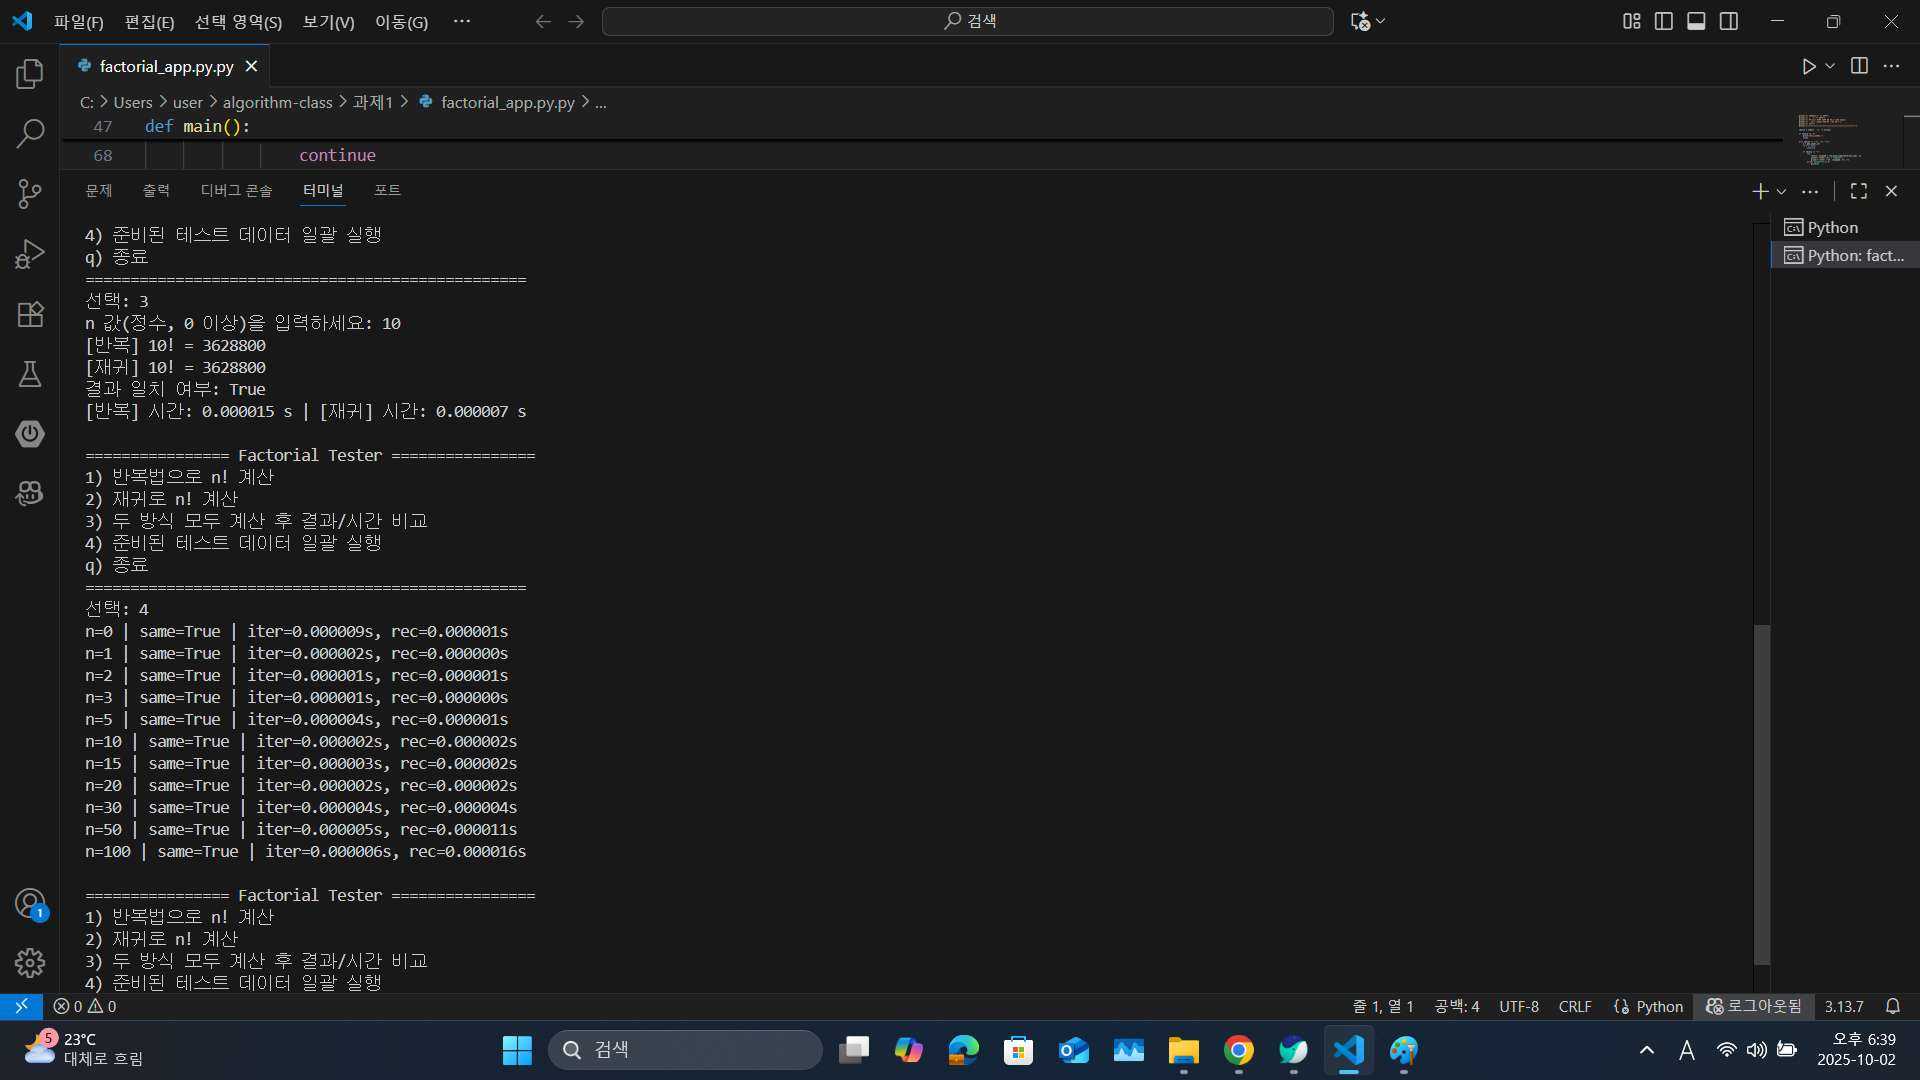 파일(F) 편집(E) 선택 영역(S) 보기(V) 이동(G) ··· 검색
factorial_app.py.py
C: > Users > user > algorithm-class > 과제1 > factorial_app.py.py > ...
47 def main():
68 continue
문제 출력 디버그 콘솔 터미널 포트
Python
Python: fact...
4) 준비된 테스트 데이터 일괄 실행
q) 종료
=================================================
선택: 3
n 값(정수, 0 이상)을 입력하세요: 10
[반복] 10! = 3628800
[재귀] 10! = 3628800
결과 일치 여부: True
[반복] 시간: 0.000015 s | [재귀] 시간: 0.000007 s
================ Factorial Tester ================
1) 반복법으로 n! 계산
2) 재귀로 n! 계산
3) 두 방식 모두 계산 후 결과/시간 비교
4) 준비된 테스트 데이터 일괄 실행
q) 종료
=================================================
선택: 4
n=0 | same=True | iter=0.000009s, rec=0.000001s
n=1 | same=True | iter=0.000002s, rec=0.000000s
n=2 | same=True | iter=0.000001s, rec=0.000001s
n=3 | same=True | iter=0.000001s, rec=0.000000s
n=5 | same=True | iter=0.000004s, rec=0.000001s
n=10 | same=True | iter=0.000002s, rec=0.000002s
n=15 | same=True | iter=0.000003s, rec=0.000002s
n=20 | same=True | iter=0.000002s, rec=0.000002s
n=30 | same=True | iter=0.000004s, rec=0.000004s
n=50 | same=True | iter=0.000005s, rec=0.000011s
n=100 | same=True | iter=0.000006s, rec=0.000016s
================ Factorial Tester ================
1) 반복법으로 n! 계산
2) 재귀로 n! 계산
3) 두 방식 모두 계산 후 결과/시간 비교
4) 준비된 테스트 데이터 일괄 실행
1
0 0 줄 1, 열 1 공백: 4 UTF-8 CRLF Python 로그아웃됨 3.13.7
5 23°C
대체로 흐림
검색
A
오후 6:39
2025-10-02